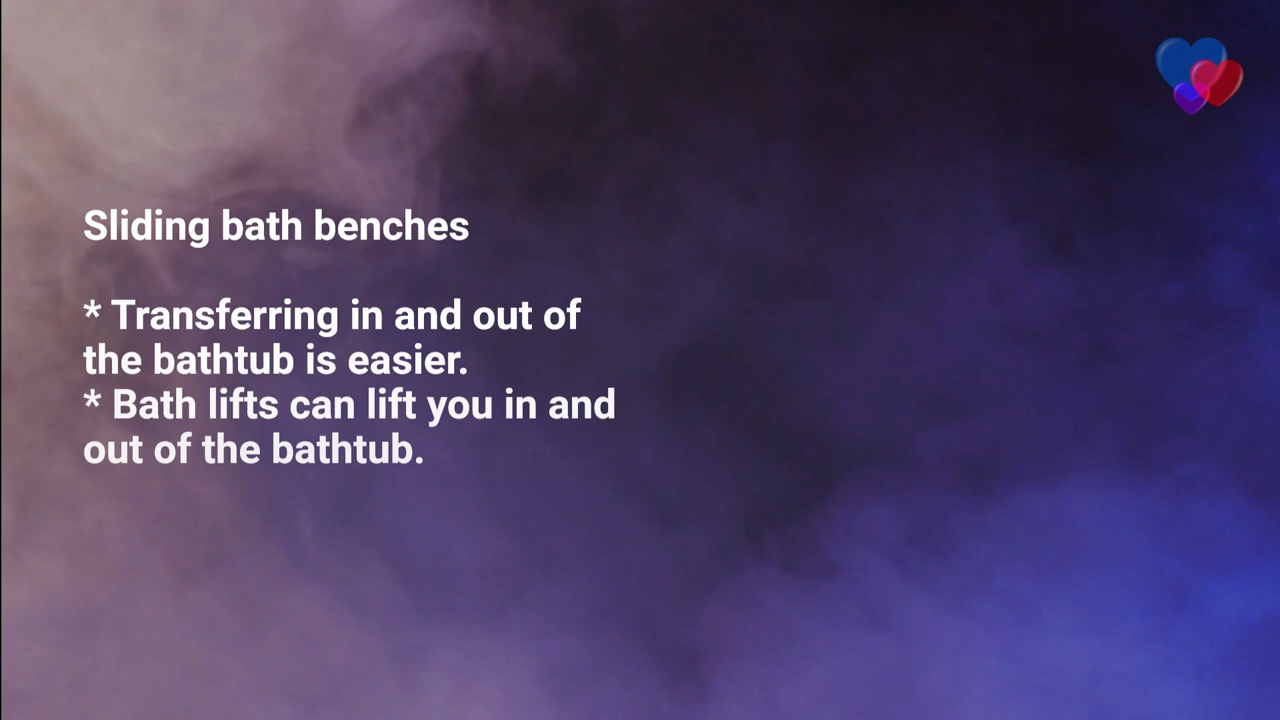 Sliding bath benches
* Transferring in and out of
the bathtub is easier.
* Bath lifts can lift you in and
out of the bathtub.